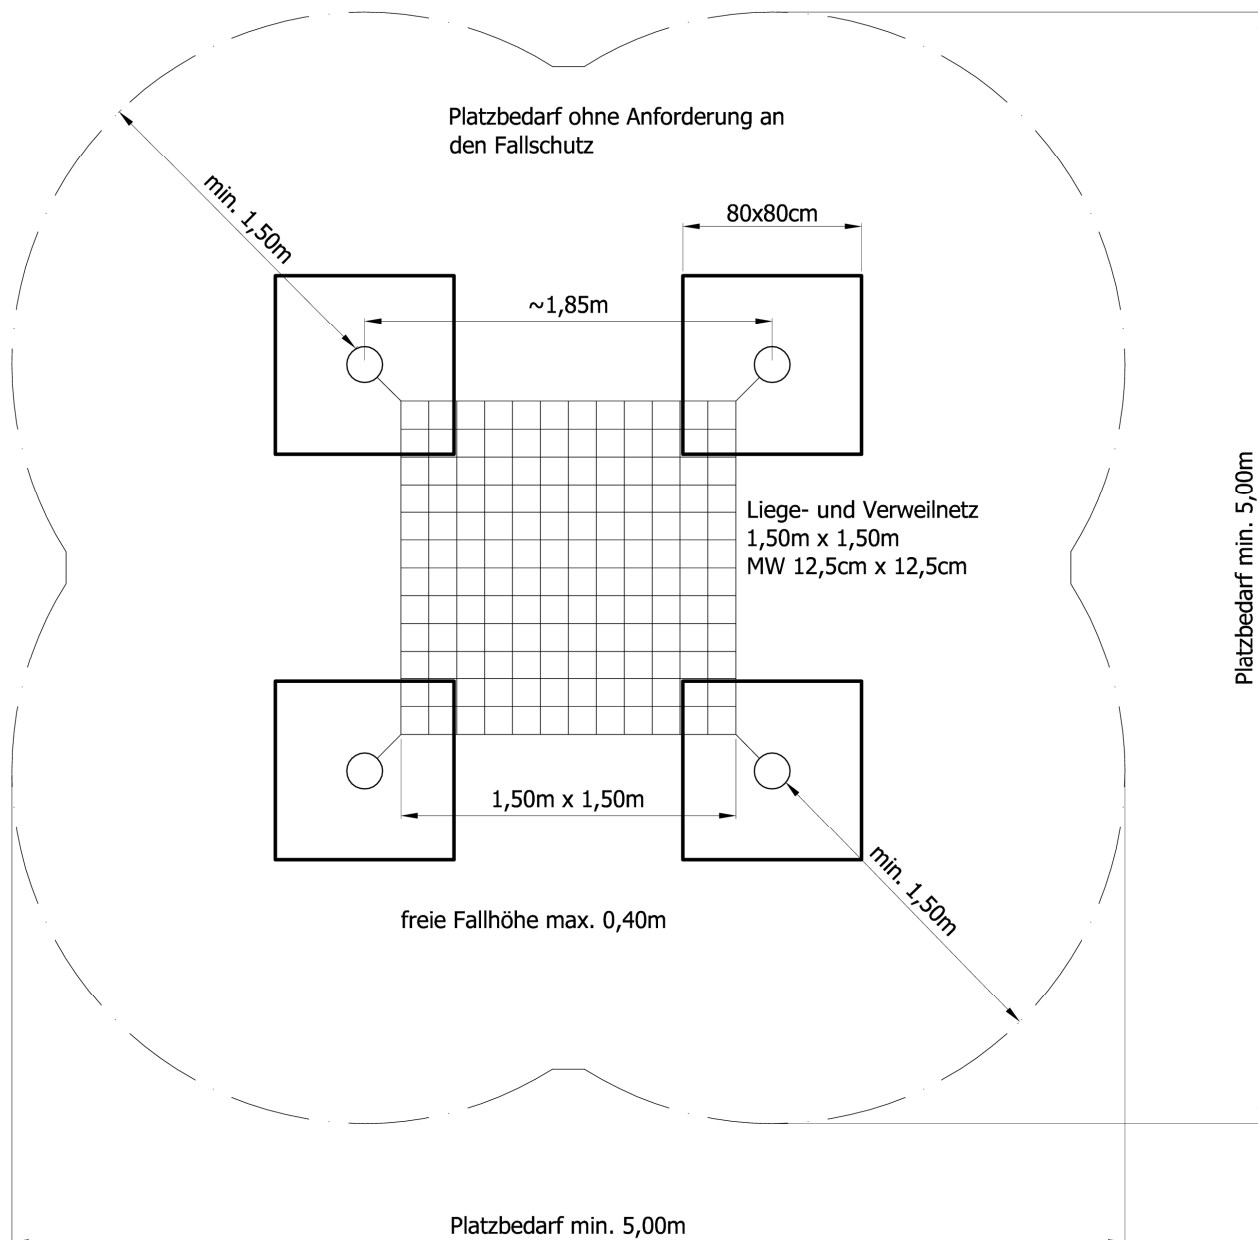 Platzbedarf ohne Anforderung an
den Fallschutz
min. 1,50m
80x80cm
~1,85m
Liege- und Verweilnetz
1,50m x 1,50m
MW 12,5cm x 12,5cm
Platzbedarf min. 5,00m
1,50m x 1,50m
min. 1,50m
freie Fallhöhe max. 0,40m
Platzbedarf min. 5,00m